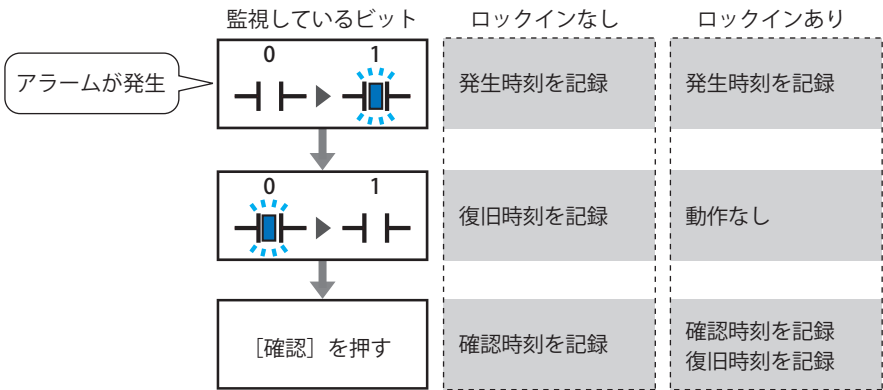 監視しているビット
ロックインなし
ロックインあり
アラームが発生
0
1
発生時刻を記録
発生時刻を記録
0
1
復旧時刻を記録
動作なし
［確認］を押す
確認時刻を記録
確認時刻を記録
復旧時刻を記録